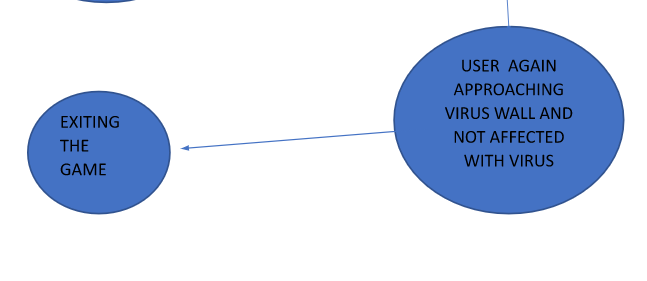 EXITING
THE
GAME
USER AGAIN
APPROACHING
VIRUS WALL AND
NOT AFFECTED
WITH VIRUS